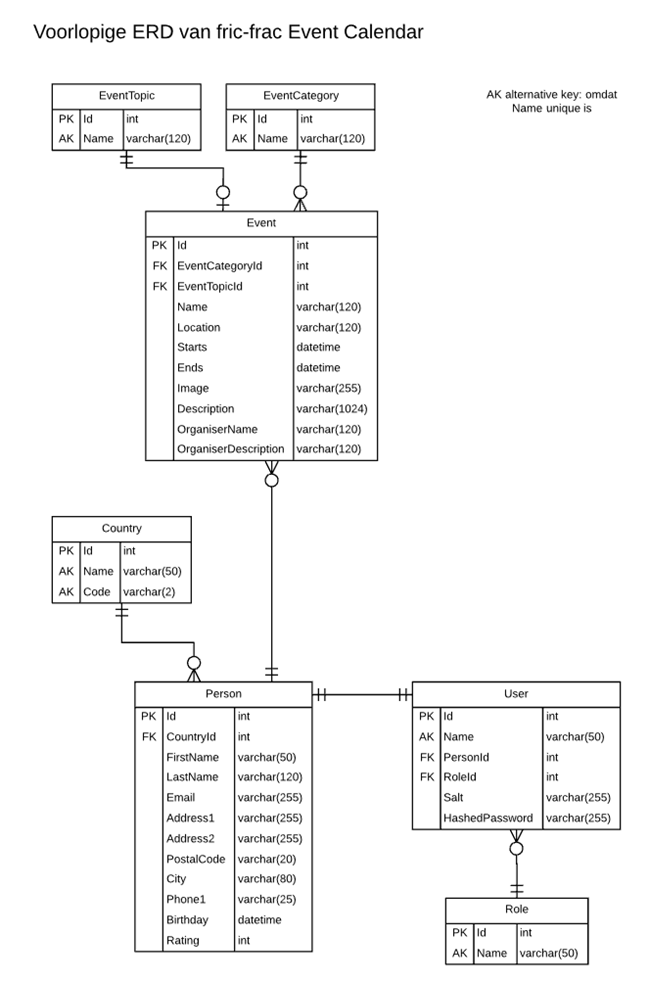 Voorlopige ERD van fric-frac Event Calendar
AK alternative key: omdat
Name unique is
EventTopic
PK Id int
AK Name varchar(120)
EventCategory
PK Id int
AK Name varchar(120)
Event
PK Id int
FK EventCategoryId int
FK EventTopicId int
Name varchar(120)
Location varchar(120)
Starts datetime
Ends datetime
Image varchar(255)
Description varchar(1024)
OrganiserName varchar(120)
OrganiserDescription varchar(120)
Country
PK Id int
AK Name varchar(50)
AK Code varchar(2)
Person
PK Id int
FK CountryId int
FirstName varchar(50)
LastName varchar(120)
Email varchar(255)
Address1 varchar(255)
Address2 varchar(255)
PostalCode varchar(20)
City varchar(80)
Phone1 varchar(25)
Birthday datetime
Rating int
User
PK Id int
AK Name varchar(50)
FK PersonId int
FK RoleId int
Salt varchar(255)
HashedPassword varchar(255)
Role
PK Id int
AK Name varchar(50)